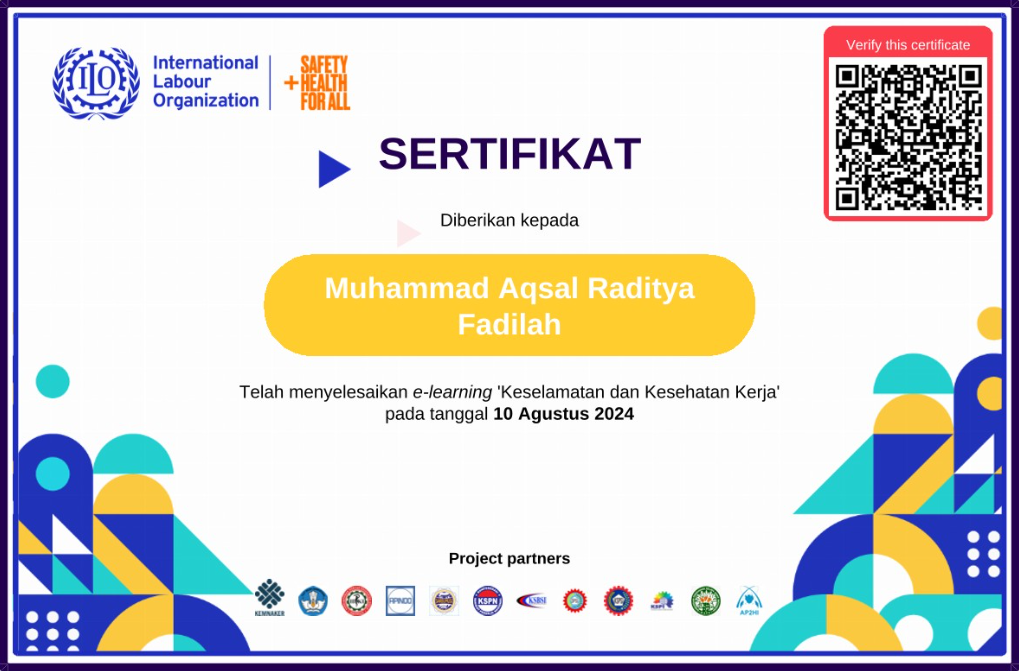 Verify this certificate
ILO
International
Labour
Organization
SAFETY
+HEALTH
FOR ALL
SERTIFIKAT
Diberikan kepada
Muhammad Aqsal Raditya
Fadilah
Telah menyelesaikan e-learning 'Keselamatan dan Kesehatan Kerja'
pada tanggal 10 Agustus 2024
Project partners
KEMNAKER
APINDO
KSPN
KSBSI
AP2HI